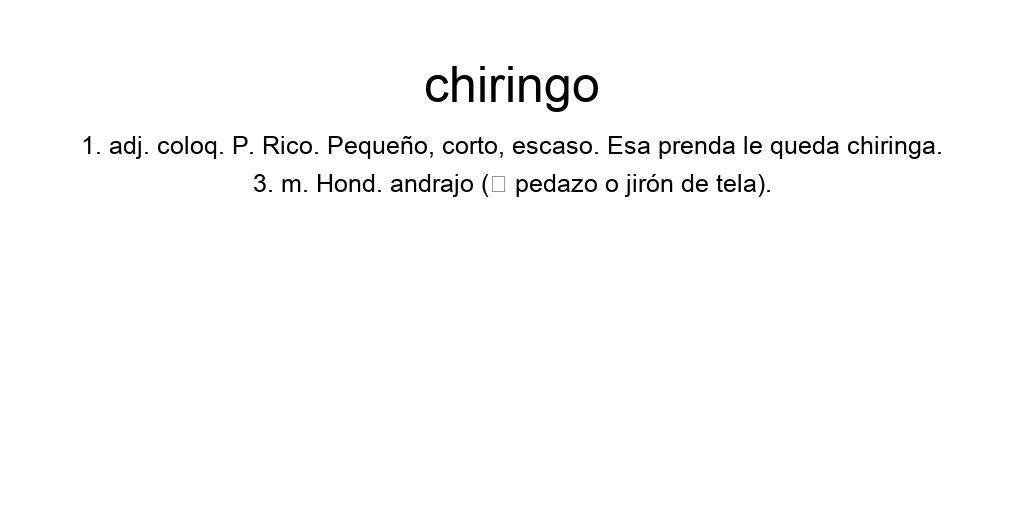 chiringo
1. adj. coloq. P. Rico. Pequeño, corto, escaso. Esa prenda le queda chiringa.
3. m. Hond. andrajo (□ pedazo o jirón de tela).